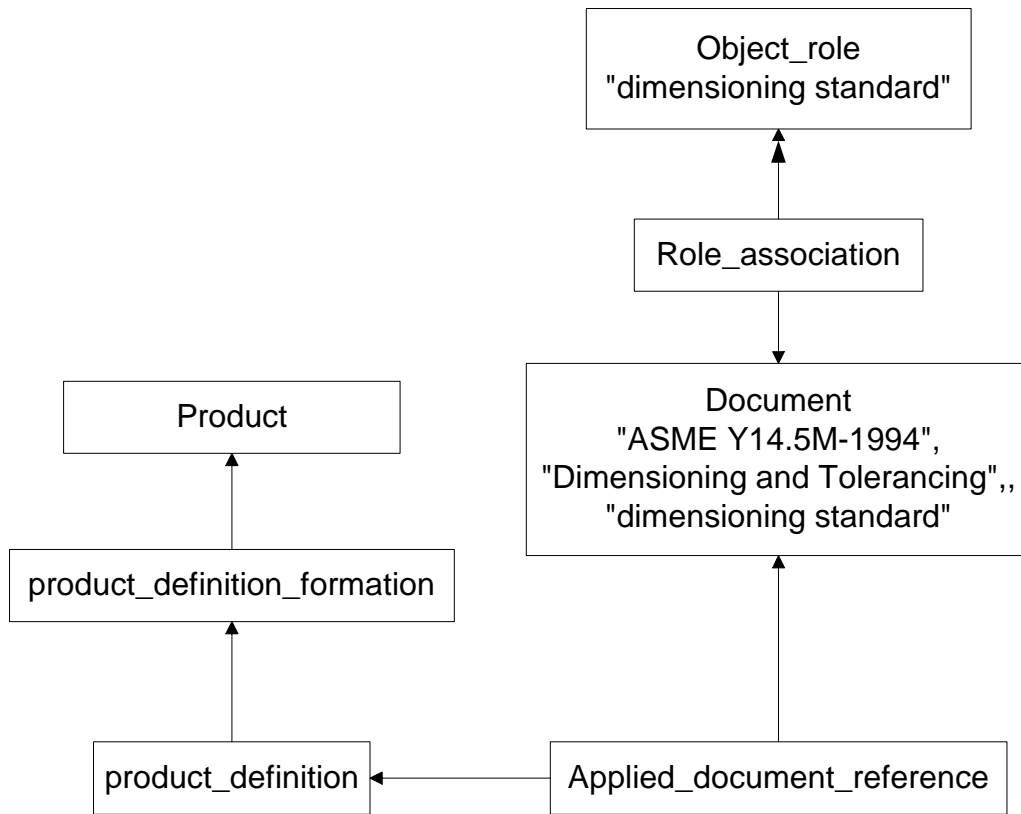 Object_role
"dimensioning standard"
Role_association
Document
"ASME Y14.5M-1994",
"Dimensioning and Tolerancing",,
"dimensioning standard"
Product
product_definition_formation
product_definition
Applied_document_reference